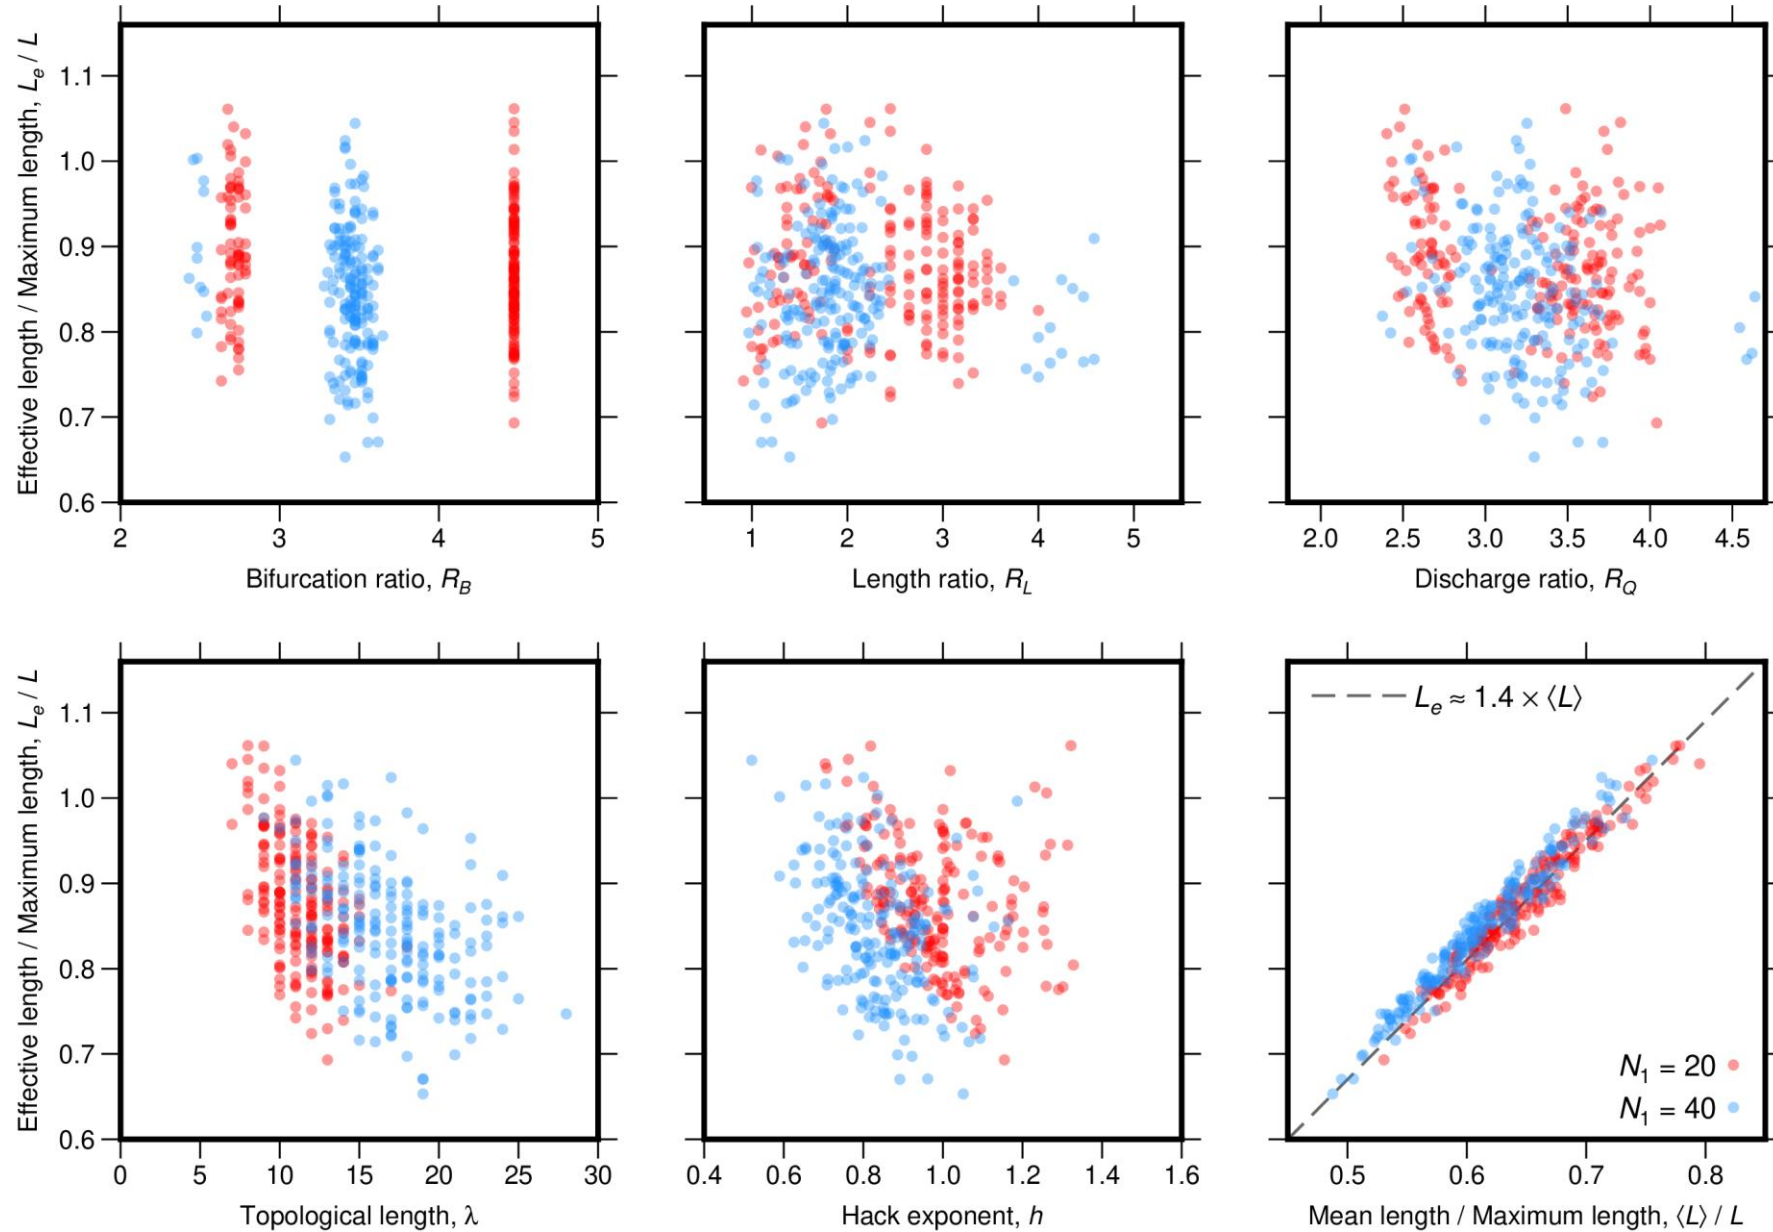 Effective length / Maximum length, Lₑ / L
1.1
1.0
0.9
0.8
0.7
0.6
2 3 4 5
Bifurcation ratio, R_B
1 2 3 4 5
Length ratio, R_L
2.0 2.5 3.0 3.5 4.0 4.5
Discharge ratio, R_Q
Effective length / Maximum length, Lₑ / L
1.1
1.0
0.9
0.8
0.7
0.6
0 5 10 15 20 25 30
Topological length, λ
0.4 0.6 0.8 1.0 1.2 1.4 1.6
Hack exponent, h
Lₑ ≈ 1.4 × ⟨L⟩
N₁ = 20
N₁ = 40
0.5 0.6 0.7 0.8
Mean length / Maximum length, ⟨L⟩ / L